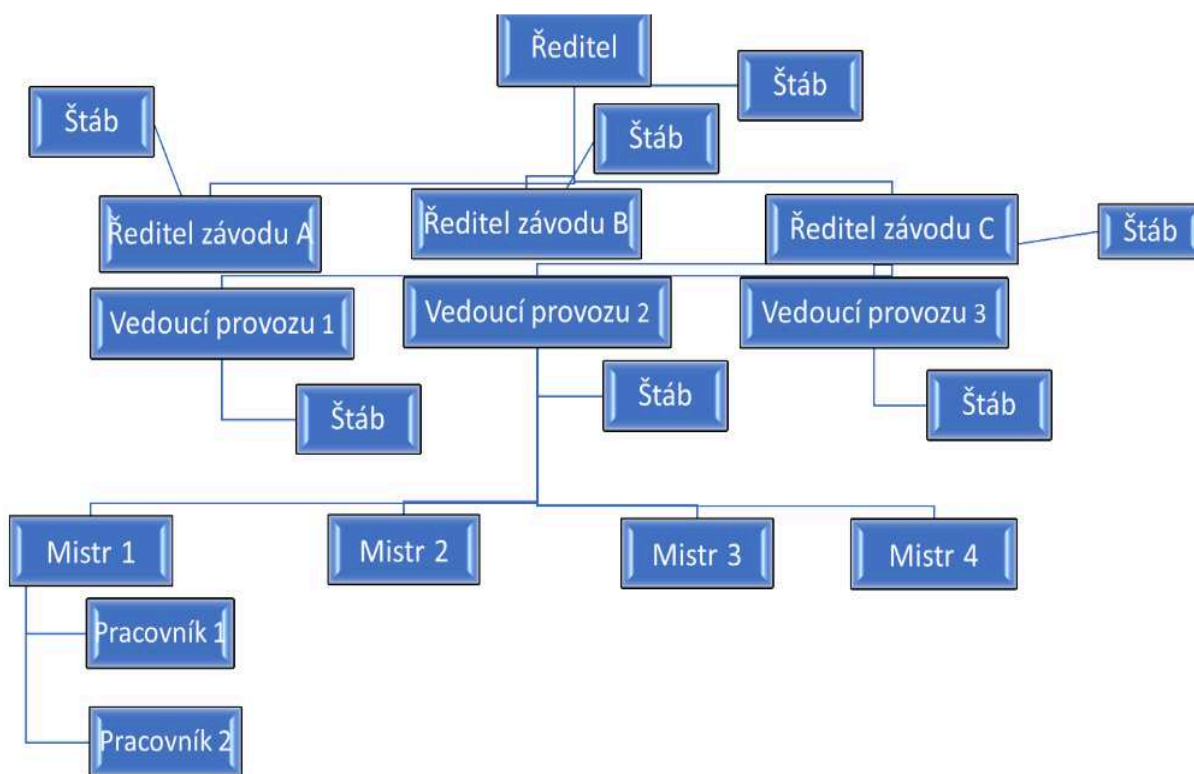 Ředitel
Štáb
Štáb
Štáb
Ředitel závodu A
Ředitel závodu B
Ředitel závodu C
Štáb
Vedoucí provozu 1
Vedoucí provozu 2
Vedoucí provozu 3
Štáb
Štáb
Štáb
Mistr 1
Mistr 2
Mistr 3
Mistr 4
Pracovník 1
Pracovník 2